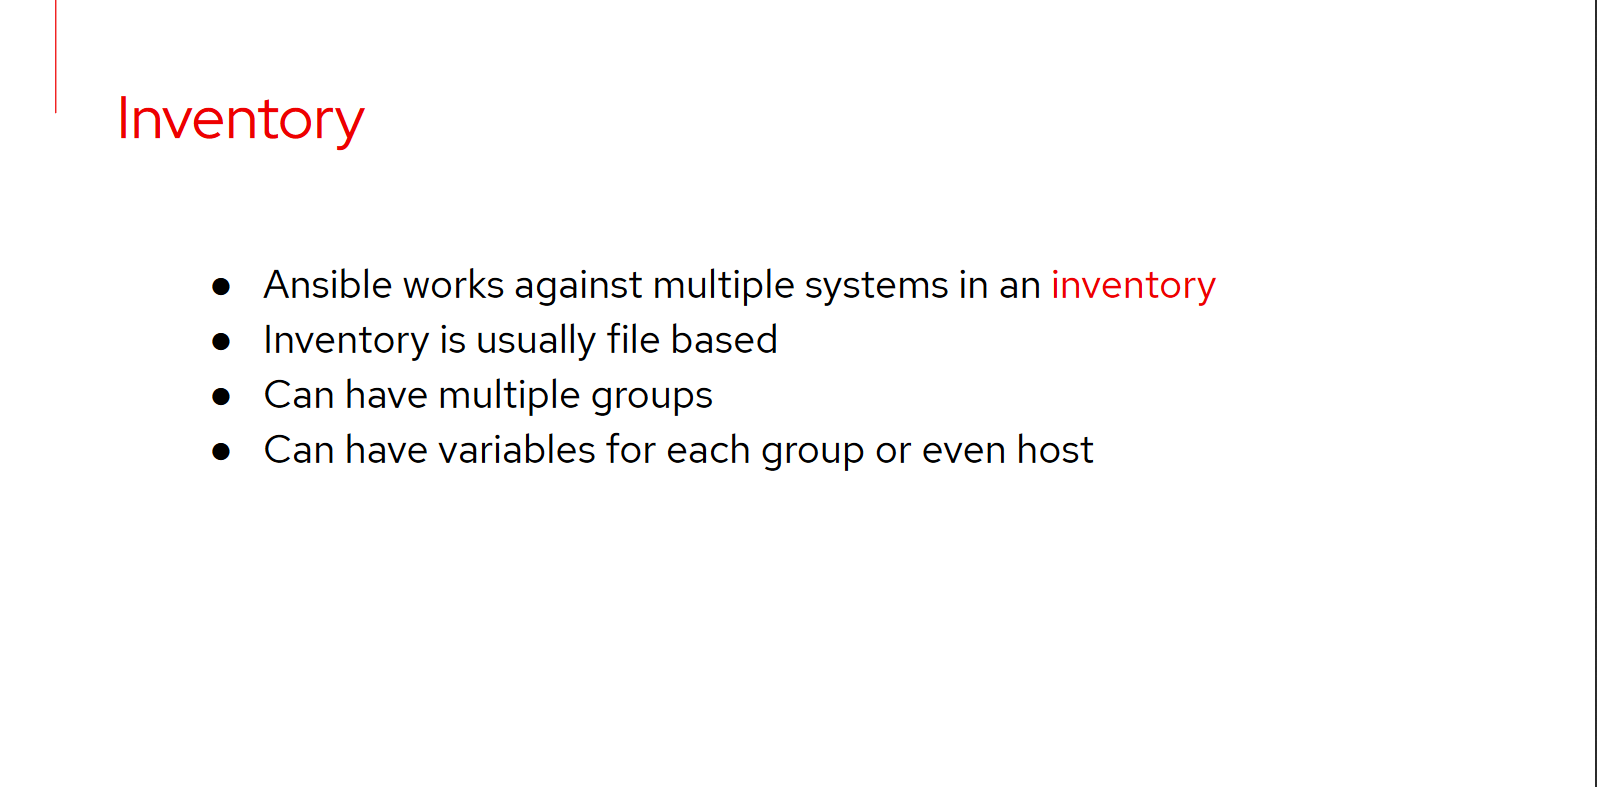 Inventory
● Ansible works against multiple systems in an inventory
● Inventory is usually file based
● Can have multiple groups
● Can have variables for each group or even host